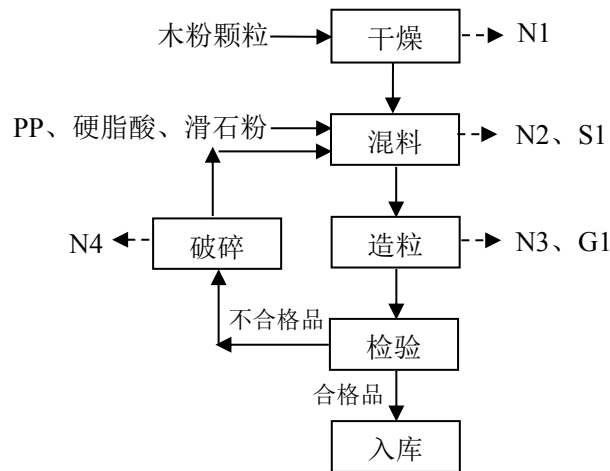 木粉颗粒
干燥
N1
PP、硬脂酸、滑石粉
混料
N2、S1
N4
破碎
造粒
N3、G1
不合格品
检验
合格品
入库